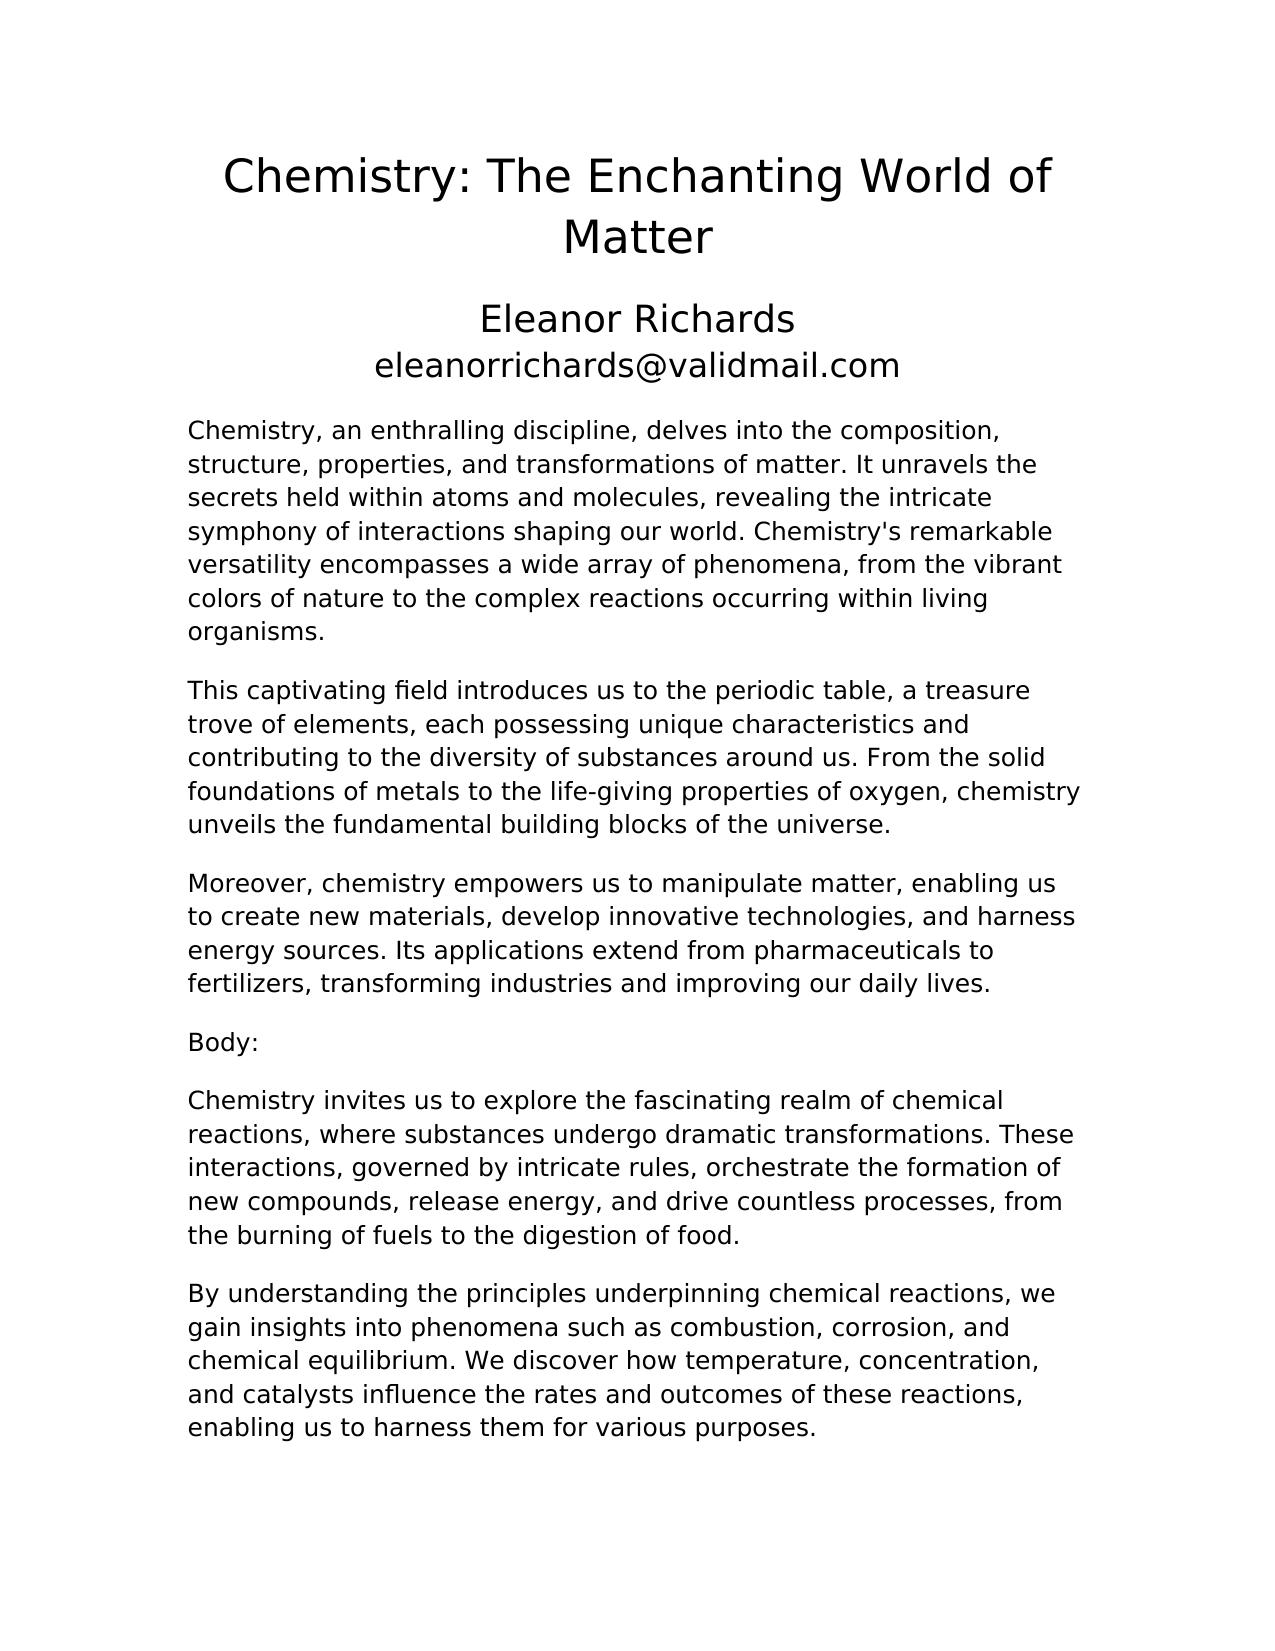 Chemistry: The Enchanting World of
Matter
Eleanor Richards
eleanorrichards@validmail.com
Chemistry, an enthralling discipline, delves into the composition,
structure, properties, and transformations of matter. It unravels the
secrets held within atoms and molecules, revealing the intricate
symphony of interactions shaping our world. Chemistry's remarkable
versatility encompasses a wide array of phenomena, from the vibrant
colors of nature to the complex reactions occurring within living
organisms.
This captivating field introduces us to the periodic table, a treasure
trove of elements, each possessing unique characteristics and
contributing to the diversity of substances around us. From the solid
foundations of metals to the life-giving properties of oxygen, chemistry
unveils the fundamental building blocks of the universe.
Moreover, chemistry empowers us to manipulate matter, enabling us
to create new materials, develop innovative technologies, and harness
energy sources. Its applications extend from pharmaceuticals to
fertilizers, transforming industries and improving our daily lives.
Body:
Chemistry invites us to explore the fascinating realm of chemical
reactions, where substances undergo dramatic transformations. These
interactions, governed by intricate rules, orchestrate the formation of
new compounds, release energy, and drive countless processes, from
the burning of fuels to the digestion of food.
By understanding the principles underpinning chemical reactions, we
gain insights into phenomena such as combustion, corrosion, and
chemical equilibrium. We discover how temperature, concentration,
and catalysts influence the rates and outcomes of these reactions,
enabling us to harness them for various purposes.